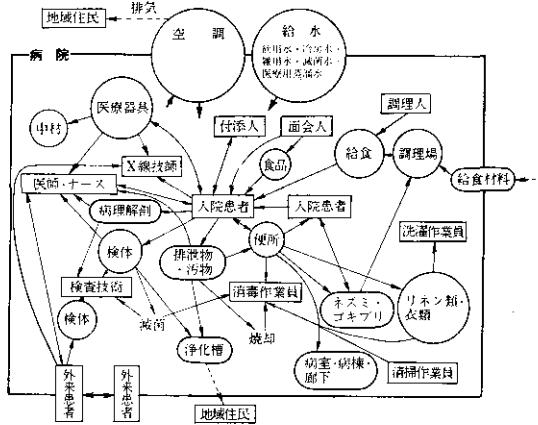 排気
地域住民
空調
給水
飲用水・冷却水・
雑用水・滅菌水・
医療用蒸溜水
病院
医療器具
中材
付添人
面会人
調理人
X線技師
食品
給食
調理場
医師・ナース
給食材料
病理解剖
入院患者
入院患者
洗濯作業員
検体
排泄物
・汚物
便所
検査技術
消毒作業員
ネズミ・
ゴキブリ
リネン類・
衣類
滅菌
検体
浄化槽
焼却
病室・病棟・
廊下
清掃作業員
外来患者
外来患者
地域住民